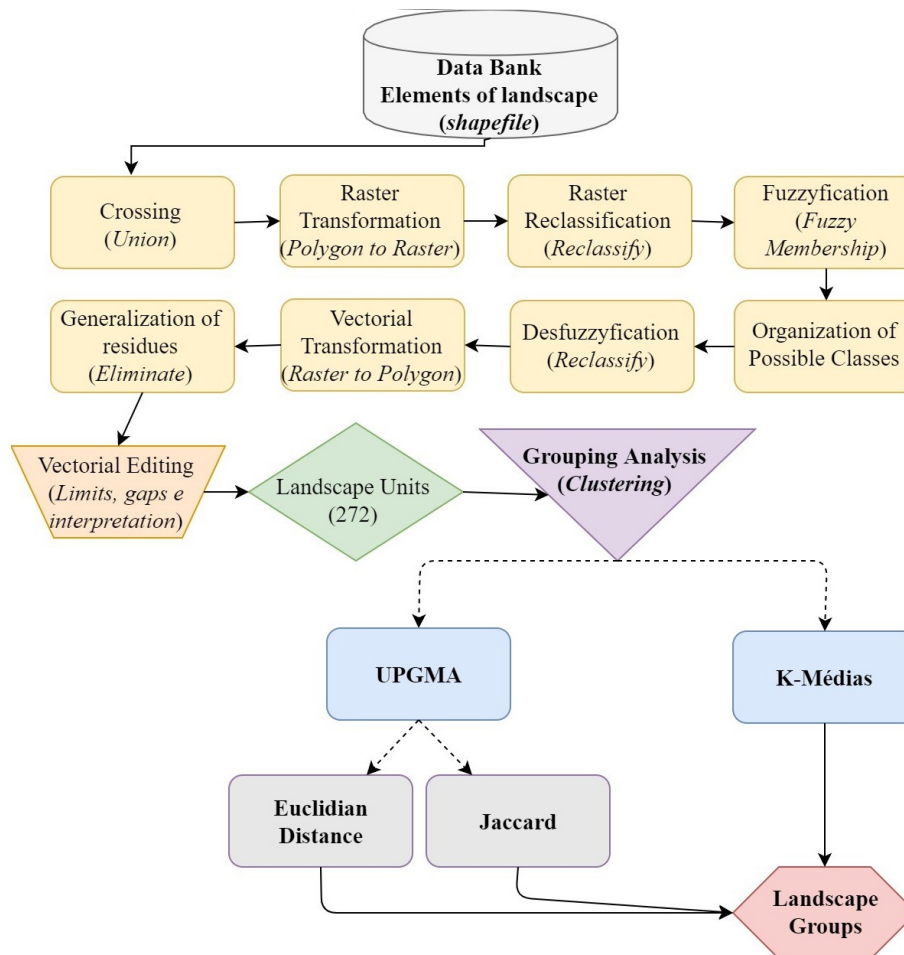 Data Bank
Elements of landscape
(shapefile)
Crossing
(Union)
Raster
Transformation
(Polygon to Raster)
Raster
Reclassification
(Reclassify)
Fuzzyfication
(Fuzzy
Membership)
Generalization of
residues
(Eliminate)
Vectorial
Transformation
(Raster to Polygon)
Desfuzzyfication
(Reclassify)
Organization of
Possible Classes
Vectorial Editing
(Limits, gaps e
interpretation)
Landscape Units
(272)
Grouping Analysis
(Clustering)
UPGMA
K-Médias
Euclidian
Distance
Jaccard
Landscape
Groups